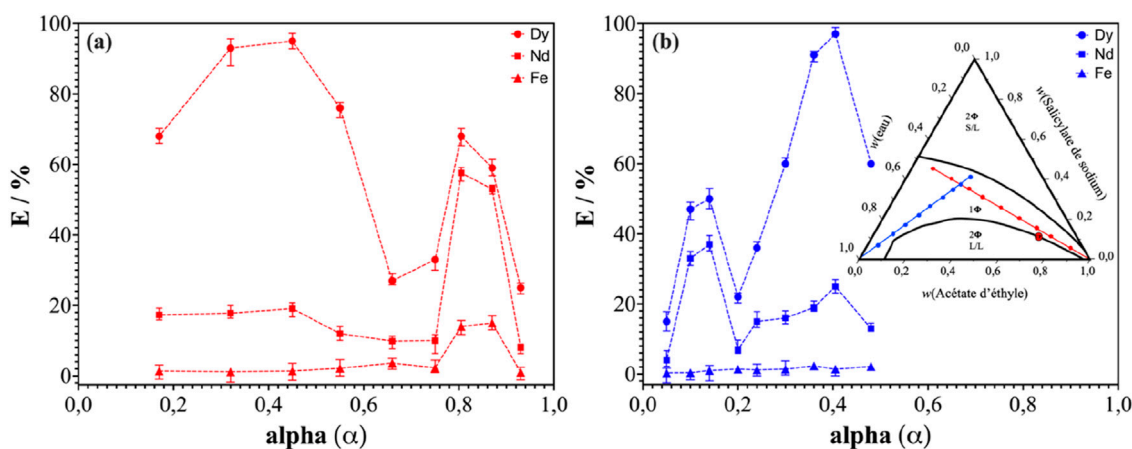 (a)
Dy
Nd
Fe
E / %
100
80
60
40
20
0
0,0 0,2 0,4 0,6 0,8 1,0
alpha (α)
(b)
Dy
Nd
Fe
E / %
100
80
60
40
20
0
0,0 0,2 0,4 0,6 0,8 1,0
alpha (α)
0,0 1,0
0,2 0,8
0,4 0,6
0,6 0,4
0,8 0,2
1,0 0,0
0,0 0,2 0,4 0,6 0,8 1,0
w(eau)
w(Salicylate de sodium)
w(Acétate d'éthyle)
2Φ
S/L
1Φ
2Φ
L/L